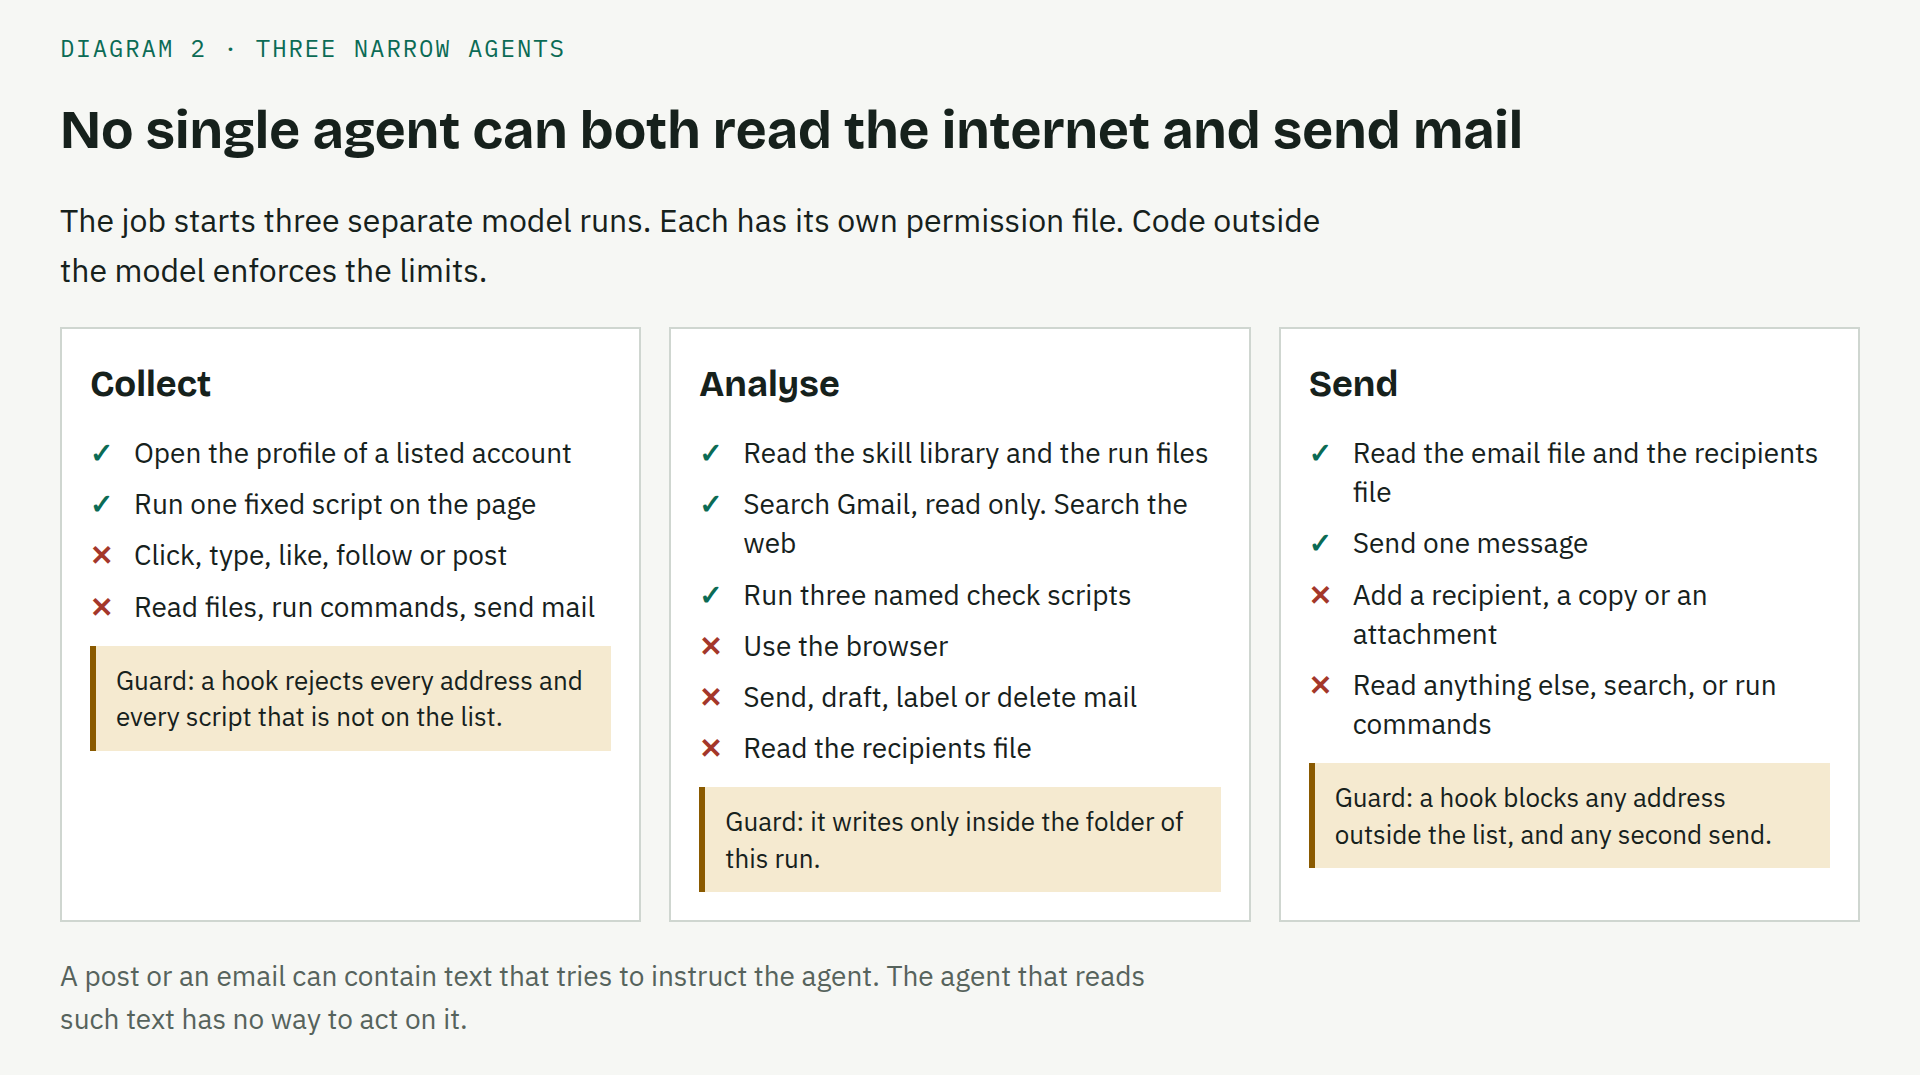 DIAGRAM 2 · THREE NARROW AGENTS
No single agent can both read the internet and send mail
The job starts three separate model runs. Each has its own permission file. Code outside
the model enforces the limits.
Collect
✓ Open the profile of a listed account
✓ Run one fixed script on the page
✕ Click, type, like, follow or post
✕ Read files, run commands, send mail
Guard: a hook rejects every address and
every script that is not on the list.
Analyse
✓ Read the skill library and the run files
✓ Search Gmail, read only. Search the
web
✓ Run three named check scripts
✕ Use the browser
✕ Send, draft, label or delete mail
✕ Read the recipients file
Guard: it writes only inside the folder of
this run.
Send
✓ Read the email file and the recipients
file
✓ Send one message
✕ Add a recipient, a copy or an
attachment
✕ Read anything else, search, or run
commands
Guard: a hook blocks any address
outside the list, and any second send.
A post or an email can contain text that tries to instruct the agent. The agent that reads
such text has no way to act on it.